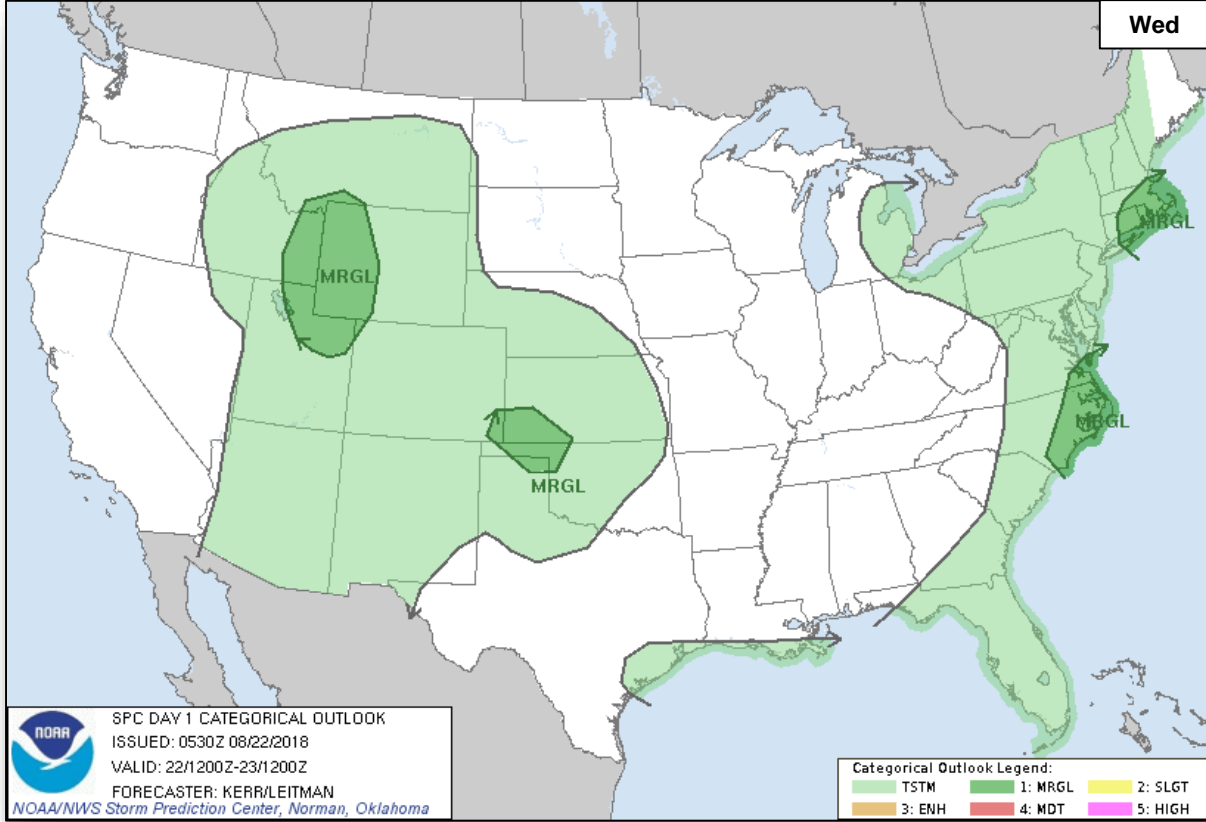 Wed
MRGL
MRGL
MRGL
MRGL
NOAA
SPC DAY 1 CATEGORICAL OUTLOOK
ISSUED: 0530Z 08/22/2018
VALID: 22/1200Z-23/1200Z
FORECASTER: KERR/LEITMAN
NOAA/NWS Storm Prediction Center, Norman, Oklahoma
Categorical Outlook Legend:
TSTM 1: MRGL 2: SLGT
3: ENH 4: MDT 5: HIGH